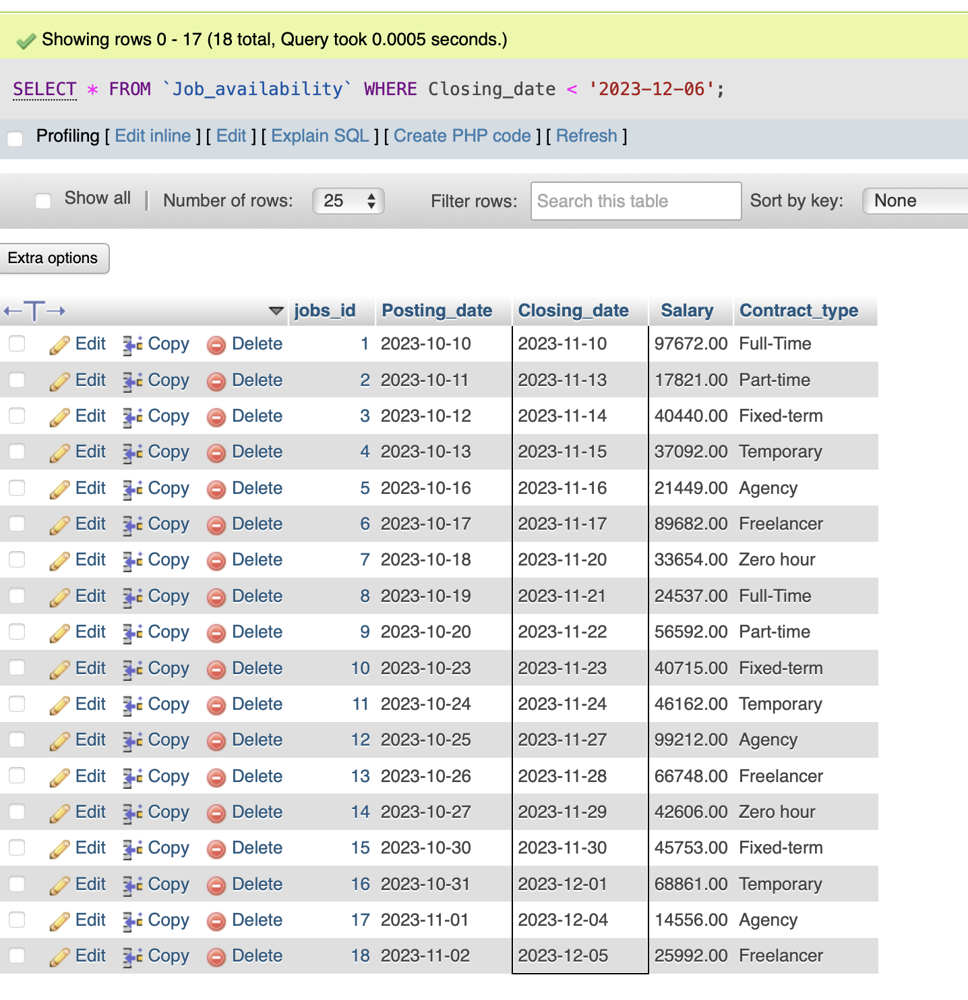 Showing rows 0 - 17 (18 total, Query took 0.0005 seconds.)
SELECT * FROM `Job_availability` WHERE Closing_date < '2023-12-06';
Profiling [ Edit inline ] [ Edit ] [ Explain SQL ] [ Create PHP code ] [ Refresh ]
Show all | Number of rows: 25 Filter rows: Search this table Sort by key: None
Extra options
←T→ jobs_id Posting_date Closing_date Salary Contract_type
Edit Copy Delete 1 2023-10-10 2023-11-10 97672.00 Full-Time
Edit Copy Delete 2 2023-10-11 2023-11-13 17821.00 Part-time
Edit Copy Delete 3 2023-10-12 2023-11-14 40440.00 Fixed-term
Edit Copy Delete 4 2023-10-13 2023-11-15 37092.00 Temporary
Edit Copy Delete 5 2023-10-16 2023-11-16 21449.00 Agency
Edit Copy Delete 6 2023-10-17 2023-11-17 89682.00 Freelancer
Edit Copy Delete 7 2023-10-18 2023-11-20 33654.00 Zero hour
Edit Copy Delete 8 2023-10-19 2023-11-21 24537.00 Full-Time
Edit Copy Delete 9 2023-10-20 2023-11-22 56592.00 Part-time
Edit Copy Delete 10 2023-10-23 2023-11-23 40715.00 Fixed-term
Edit Copy Delete 11 2023-10-24 2023-11-24 46162.00 Temporary
Edit Copy Delete 12 2023-10-25 2023-11-27 99212.00 Agency
Edit Copy Delete 13 2023-10-26 2023-11-28 66748.00 Freelancer
Edit Copy Delete 14 2023-10-27 2023-11-29 42606.00 Zero hour
Edit Copy Delete 15 2023-10-30 2023-11-30 45753.00 Fixed-term
Edit Copy Delete 16 2023-10-31 2023-12-01 68861.00 Temporary
Edit Copy Delete 17 2023-11-01 2023-12-04 14556.00 Agency
Edit Copy Delete 18 2023-11-02 2023-12-05 25992.00 Freelancer